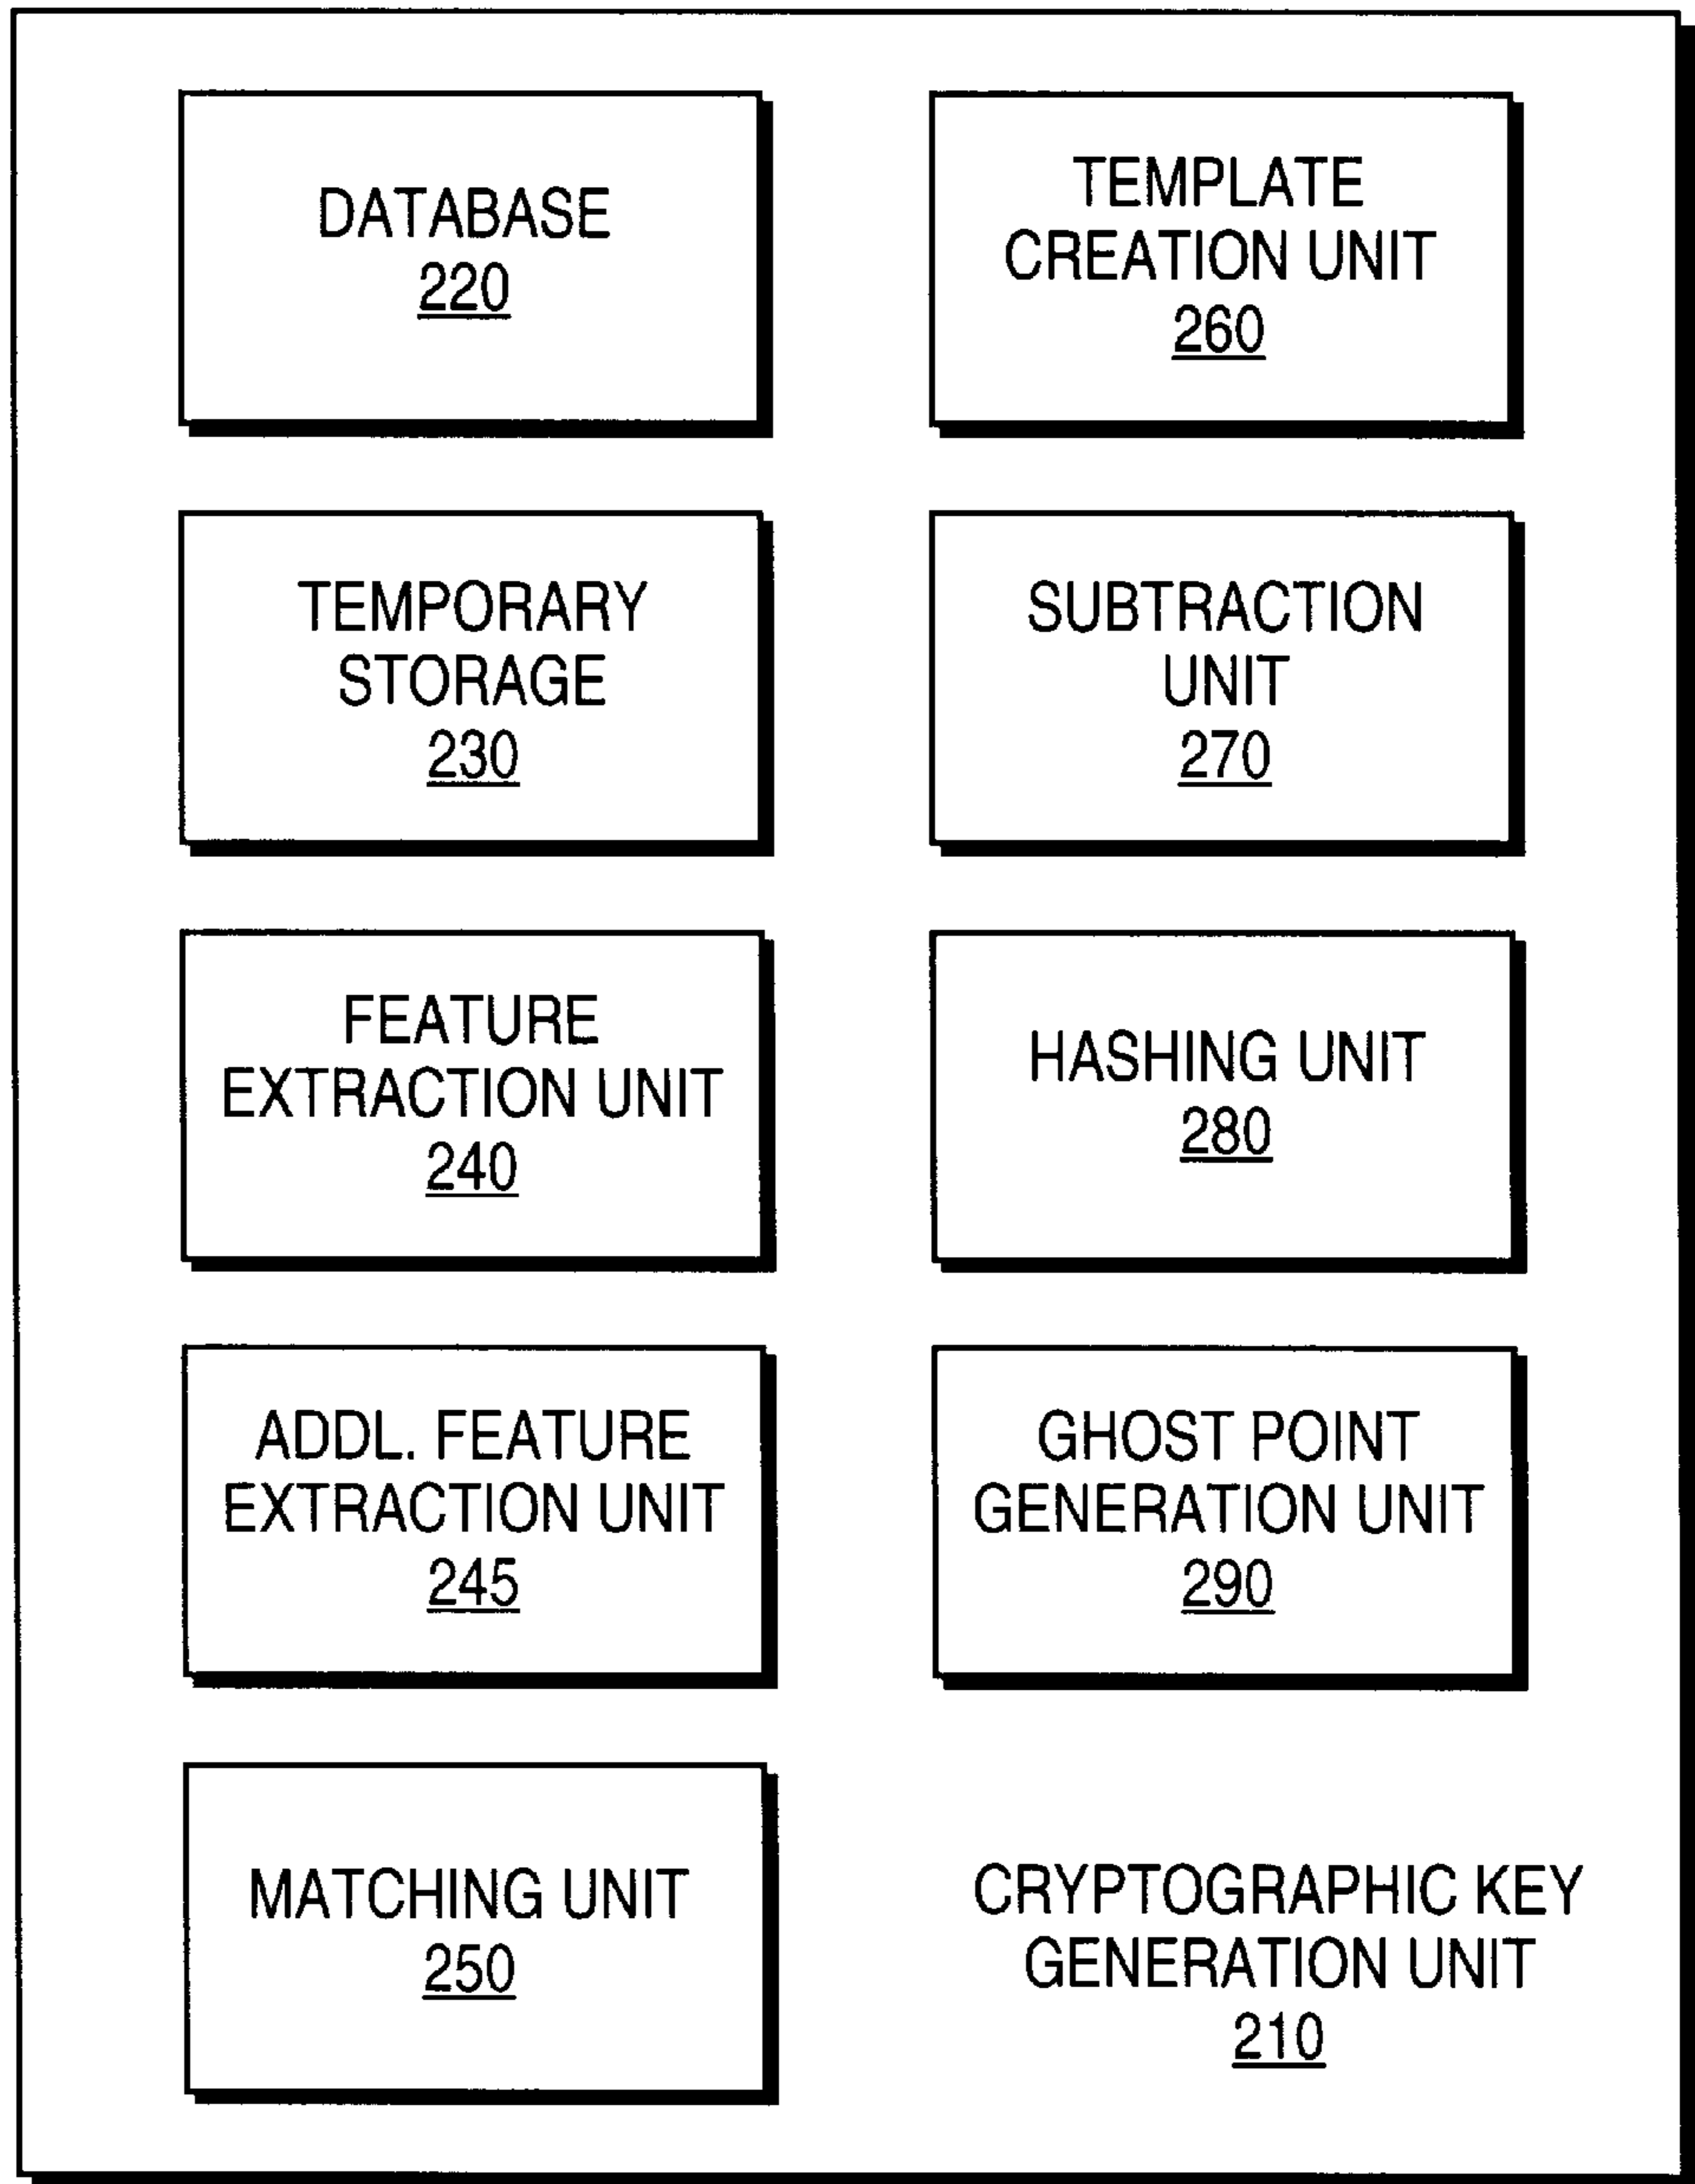 DATABASE
220
TEMPLATE
CREATION UNIT
260
TEMPORARY
STORAGE
230
SUBTRACTION
UNIT
270
FEATURE
EXTRACTION UNIT
240
HASHING UNIT
280
ADDL. FEATURE
EXTRACTION UNIT
245
GHOST POINT
GENERATION UNIT
290
MATCHING UNIT
250
CRYPTOGRAPHIC KEY
GENERATION UNIT
210